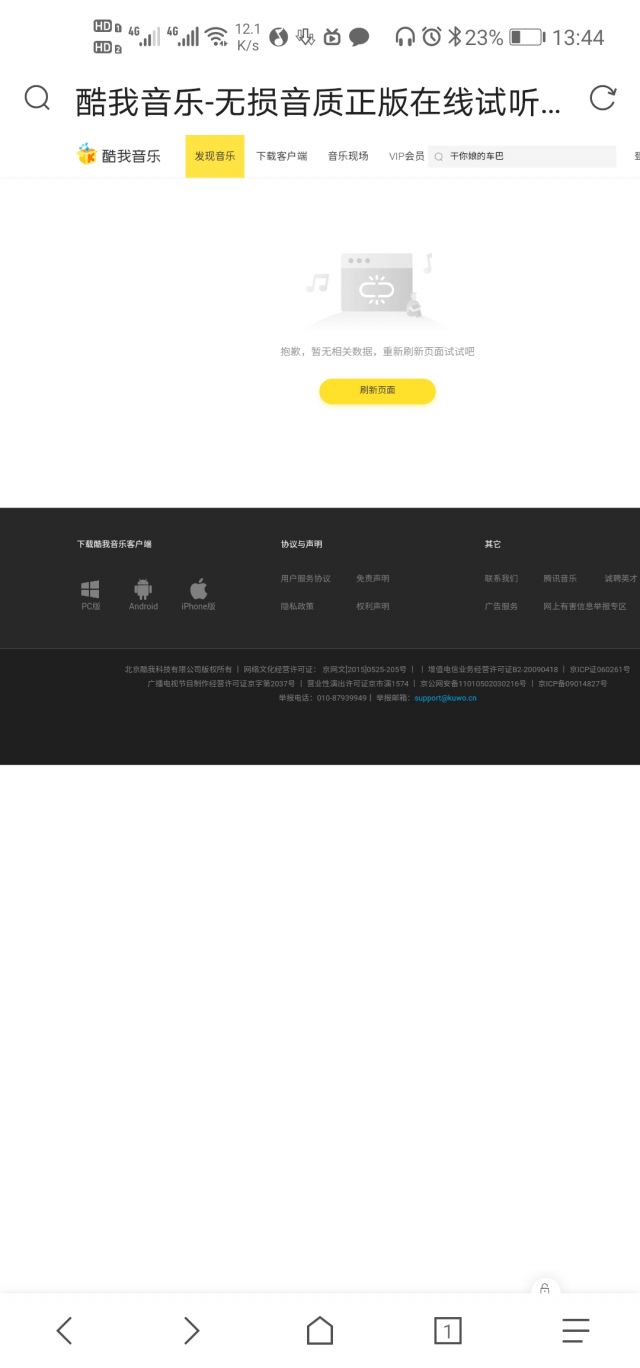 HD 1 4G 4G 12.1 K/s 23% 13:44
HD 2
酷我音乐-无损音质正版在线试听...
酷我音乐 发现音乐 下载客户端 音乐现场 VIP会员 干你娘的车巴
抱歉，暂无相关数据，重新刷新页面试试吧
刷新页面
下载酷我音乐客户端 协议与声明 其它
用户服务协议 免责声明 联系我们 腾讯音乐 诚聘英才
PC版 Android iPhone版 隐私政策 权利声明 广告服务 网上有害信息举报专区
北京酷我科技有限公司版权所有 | 网络文化经营许可证： 京网文[2015]0525-205号 | | 增值电信业务经营许可证B2-20090418 | 京ICP证060261号
广播电视节目制作经营许可证京字第2037号 | 营业性演出许可证京市演1574 | 京公网安备11010502030216号 | 京ICP备09014827号
举报电话：010-87939949 | 举报邮箱：support@kuwo.cn
1